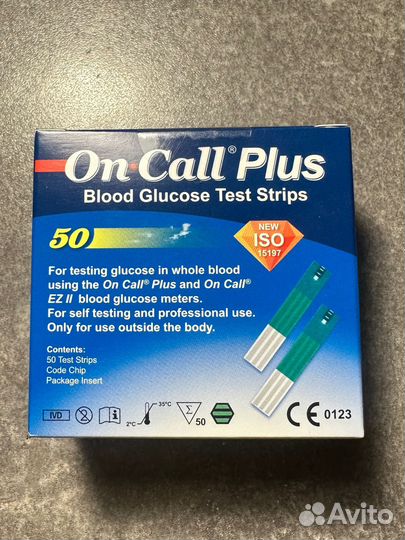 On Call® Plus
Blood Glucose Test Strips
50
NEW
ISO
15197
For testing glucose in whole blood
using the On Call® Plus and On Call®
EZ II blood glucose meters.
For self testing and professional use.
Only for use outside the body.
Contents:
50 Test Strips
Code Chip
Package Insert
IVD
2
i
2°C
35°C
Σ
50
CE 0123
Avito